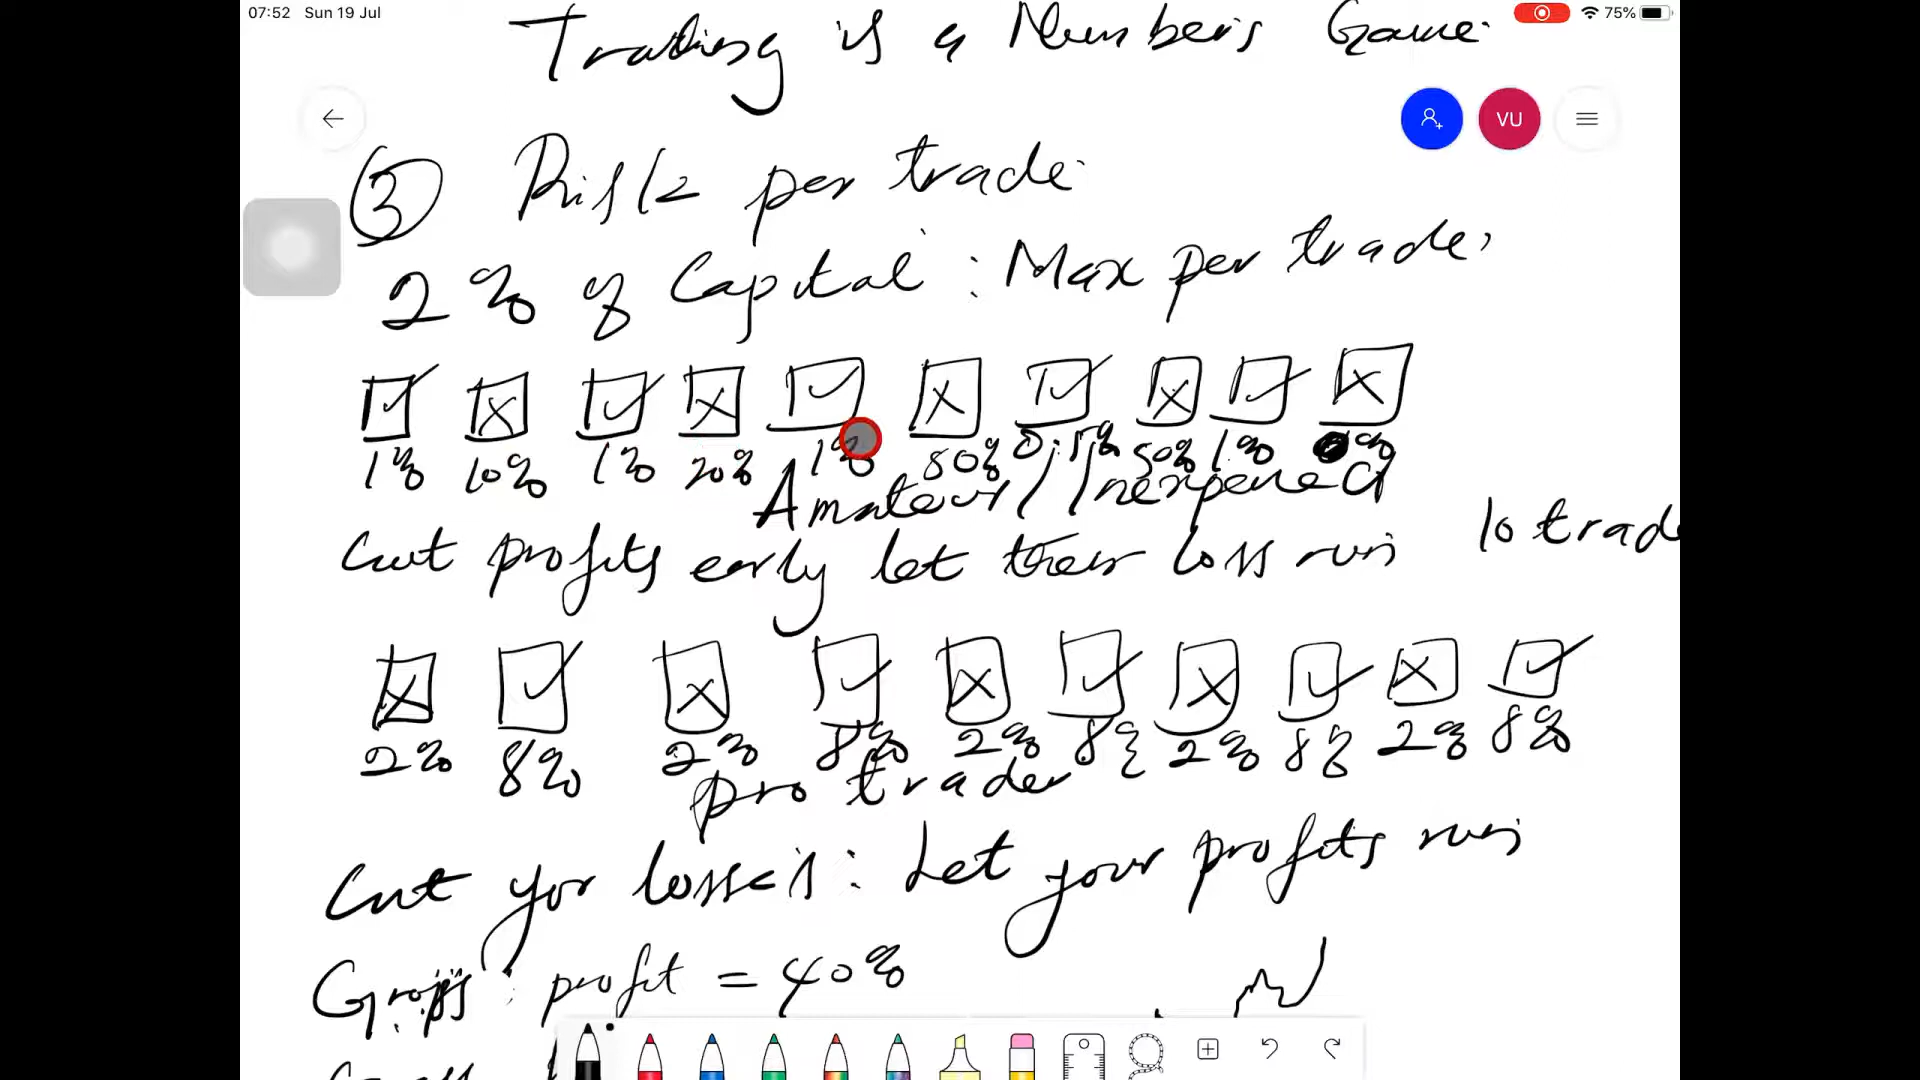 07:52 Sun 19 Jul 75%
Trading is a Numbers Game.
VU
3 Risk per trade.
2% of Capital : Max per trade.
1% 10% 1% 20% 1% 50% 0.5% 50% 1%
Amateur / Inexperienced
Cut profits early let their loss run 10 trade
2% 8% 2% 8% 2% 8% 2% 8% 2% 8%
pro trader
Cut your losses : Let your profits run
Gross : profit = 40%